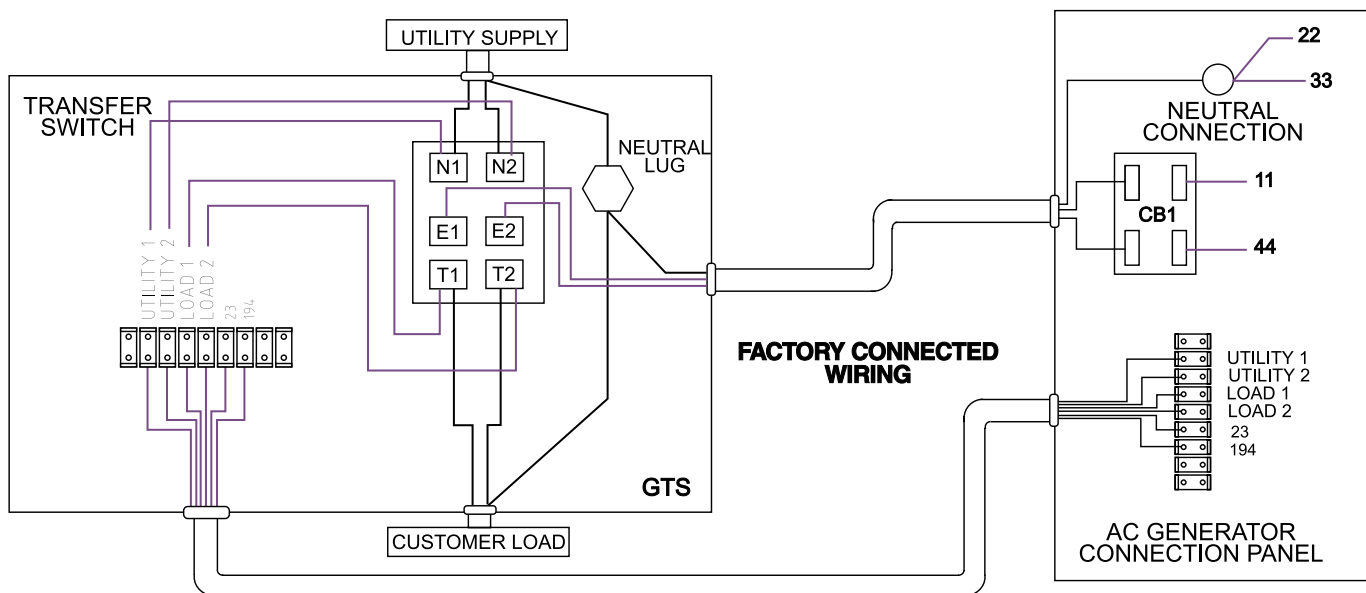 UTILITY SUPPLY
TRANSFER
SWITCH
N1
N2
NEUTRAL
LUG
E1
E2
T1
T2
UTILITY 1
UTILITY 2
LOAD 1
LOAD 2
23
194
GTS
CUSTOMER LOAD
FACTORY CONNECTED
WIRING
22
33
NEUTRAL
CONNECTION
11
CB1
44
UTILITY 1
UTILITY 2
LOAD 1
LOAD 2
23
194
AC GENERATOR
CONNECTION PANEL